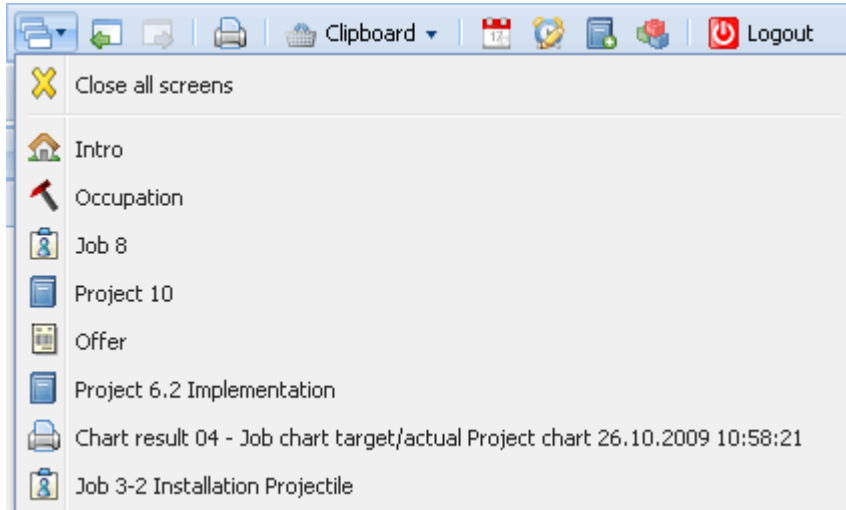 Clipboard
17
Logout
Close all screens
Intro
Occupation
Job 8
Project 10
Offer
Project 6.2 Implementation
Chart result 04 - Job chart target/actual Project chart 26.10.2009 10:58:21
Job 3-2 Installation Projectile